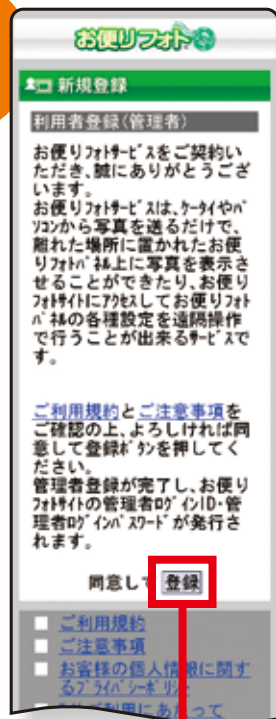 お便りフォト
新規登録
利用者登録(管理者)
お便りﾌｫﾄｻｰﾋﾞｽをご契約い
ただき、誠にありがとうござ
います。
お便りﾌｫﾄｻｰﾋﾞｽは、ｹｰﾀｲやﾊﾟ
ｿｺﾝから写真を送るだけで、
離れた場所に置かれたお便
りﾌｫﾄﾊﾟﾈﾙ上に写真を表示さ
せることができたり、お便り
ﾌｫﾄｻｲﾄにｱｸｾｽしてお便りﾌｫﾄ
ﾊﾟﾈﾙの各種設定を遠隔操作
で行うことが出来るｻｰﾋﾞｽで
す。
ご利用規約とご注意事項を
ご確認の上、よろしければ同
意して登録ﾎﾞﾀﾝを押してく
ださい。
管理者登録が完了し、お便り
ﾌｫﾄｻｲﾄの管理者ﾛｸﾞｲﾝID･管
理者ﾛｸﾞｲﾝﾊﾟｽﾜｰﾄﾞが発行さ
れます。
同意して 登録
ご利用規約
ご注意事項
お客様の個人情報に関す
るﾌﾟﾗｲﾊﾞｼｰﾎﾟﾘｼ
ご利用にあたって